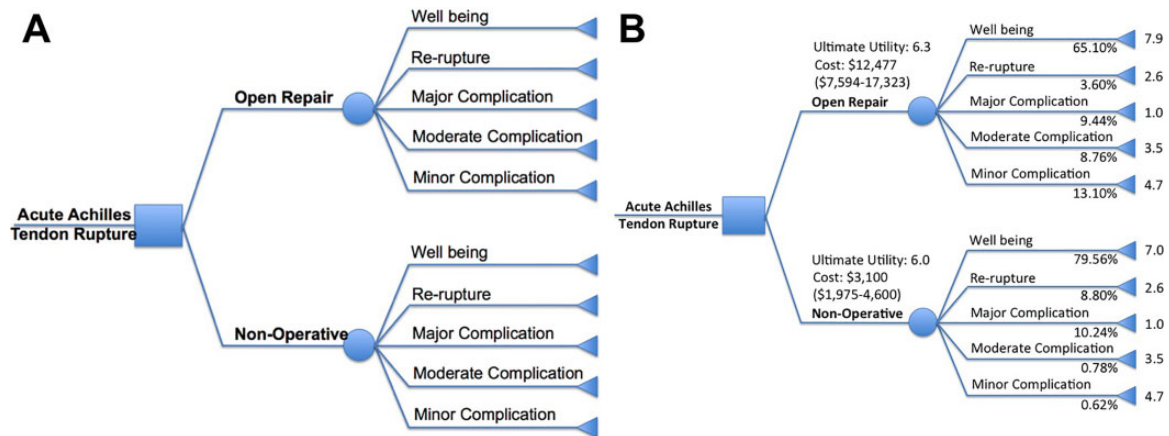 A
Acute Achilles
Tendon Rupture
Open Repair
Well being
Re-rupture
Major Complication
Moderate Complication
Minor Complication
Non-Operative
Well being
Re-rupture
Major Complication
Moderate Complication
Minor Complication
B
Acute Achilles
Tendon Rupture
Ultimate Utility: 6.3
Cost: $12,477
($7,594-17,323)
Open Repair
Well being
65.10%
7.9
Re-rupture
3.60%
2.6
Major Complication
9.44%
1.0
Moderate Complication
8.76%
3.5
Minor Complication
13.10%
4.7
Ultimate Utility: 6.0
Cost: $3,100
($1,975-4,600)
Non-Operative
Well being
79.56%
7.0
Re-rupture
8.80%
2.6
Major Complication
10.24%
1.0
Moderate Complication
0.78%
3.5
Minor Complication
0.62%
4.7